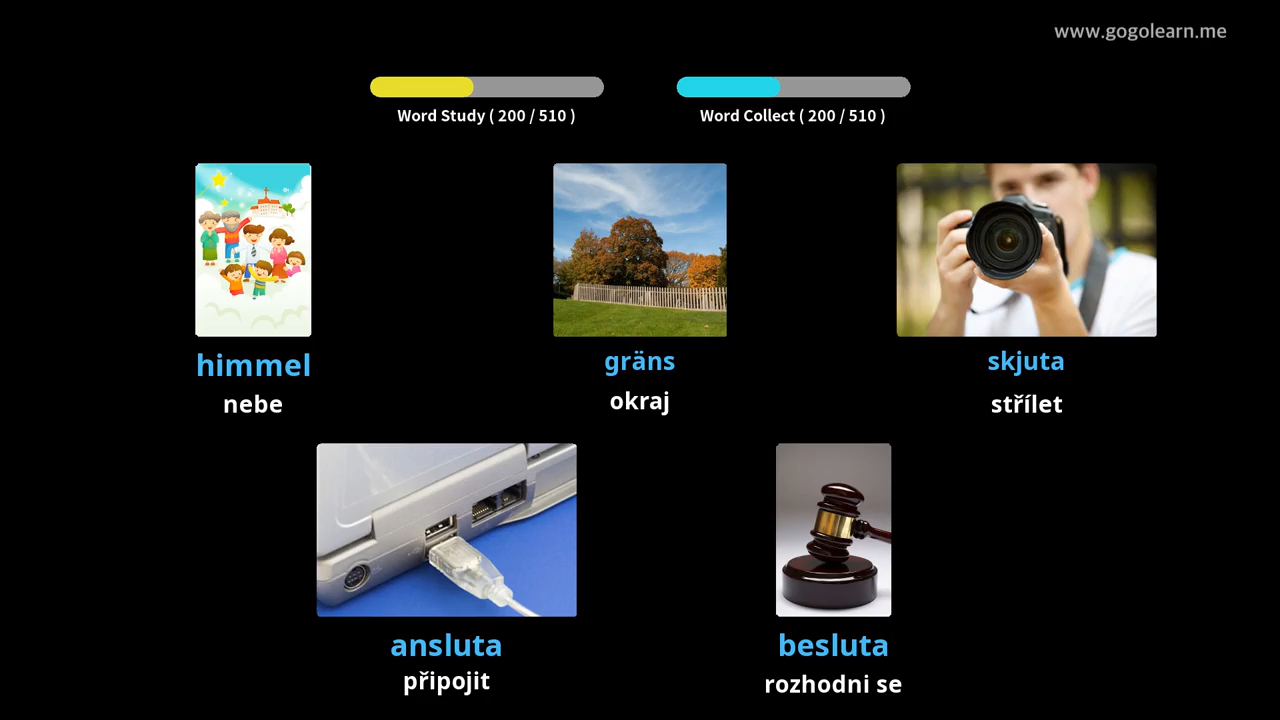 www.gogolearn.me
Word Study ( 200 / 510 )
Word Collect ( 200 / 510 )
himmel
nebe
gräns
okraj
skjuta
střílet
ansluta
připojit
besluta
rozhodni se